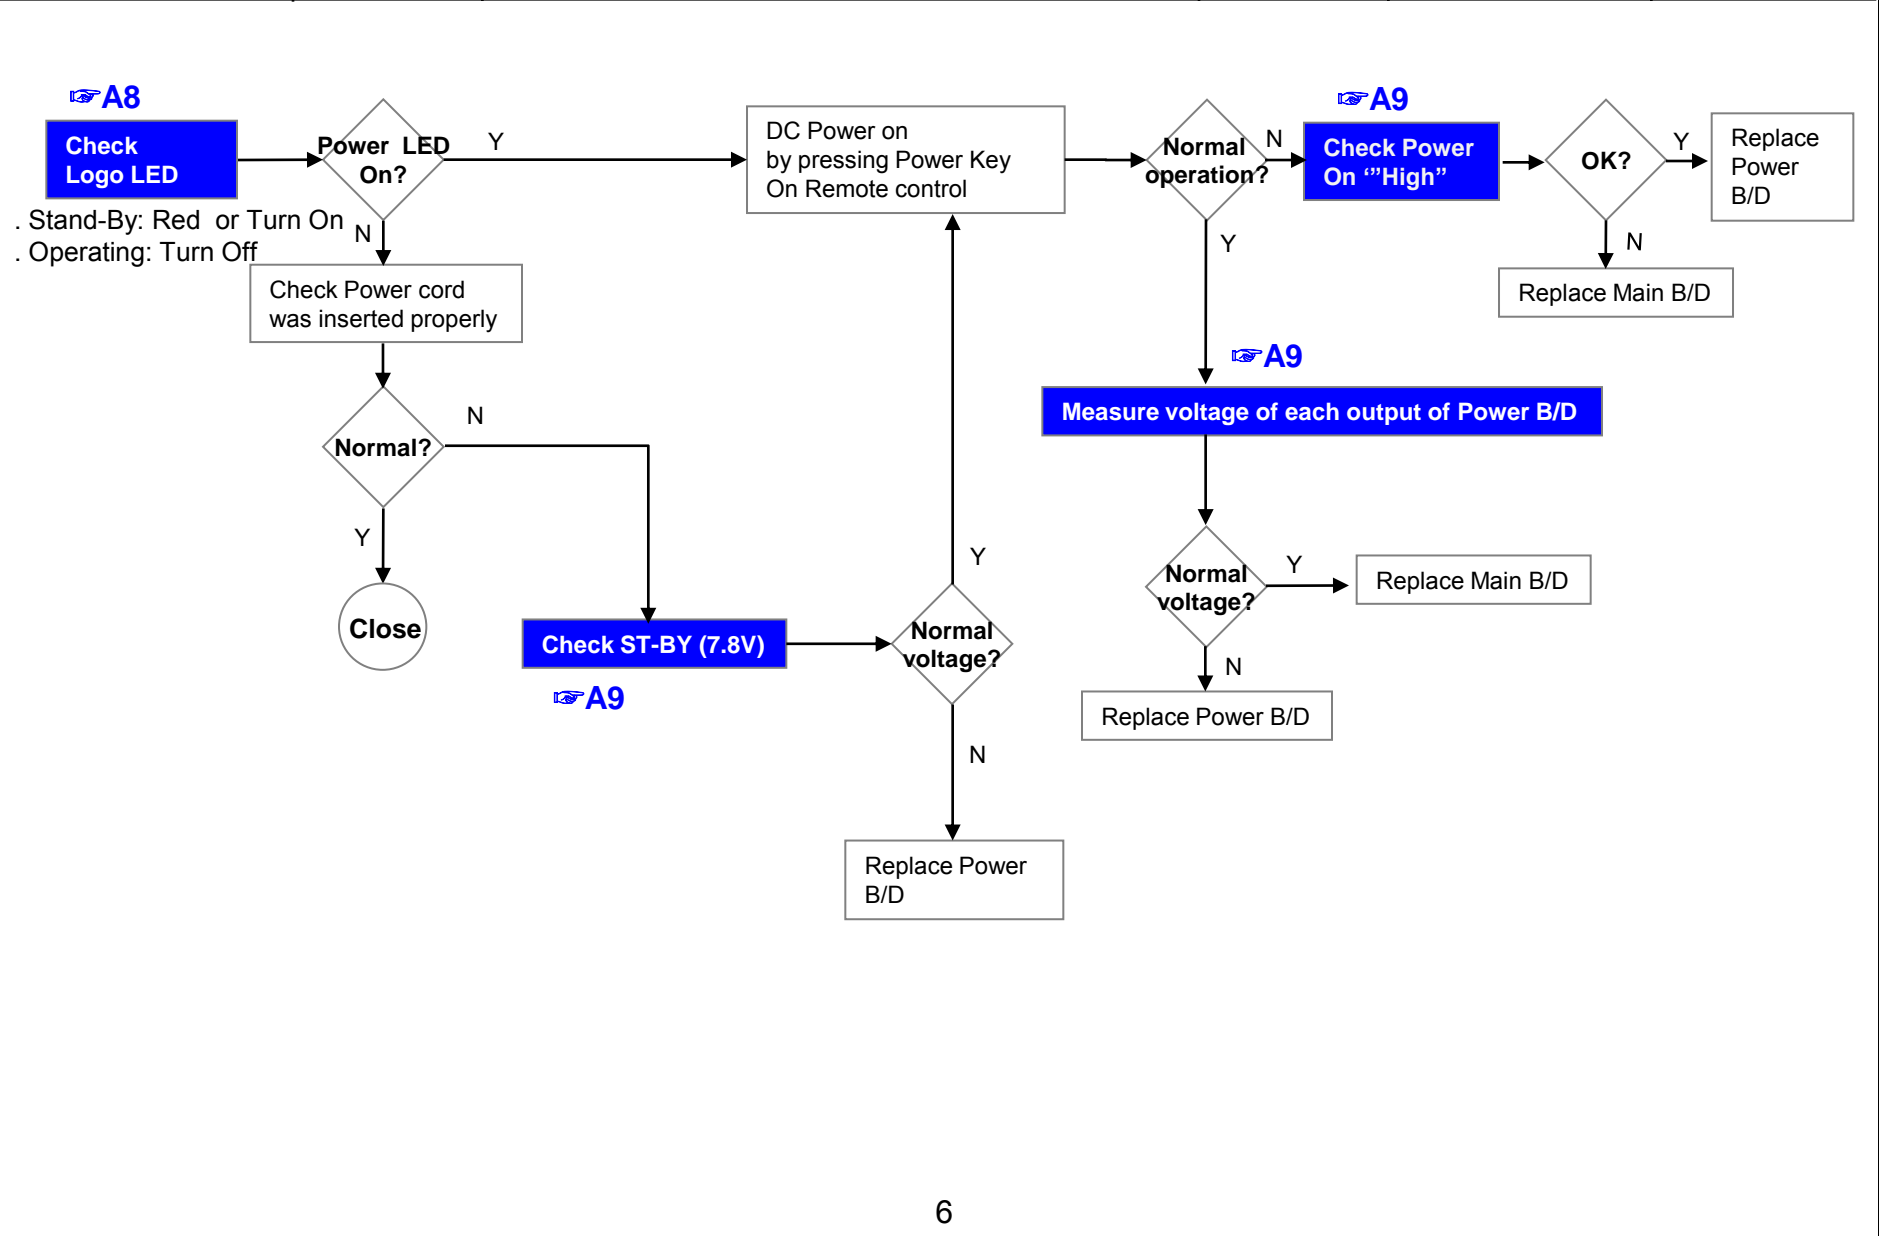 ☞A8
Check
Logo LED
. Stand-By: Red or Turn On
. Operating: Turn Off
Power LED
On?
Y
N
Check Power cord
was inserted properly
Normal?
N
Y
Close
Check ST-BY (7.8V)
☞A9
Normal
voltage?
Y
N
Replace Power
B/D
DC Power on
by pressing Power Key
On Remote control
Normal
operation?
N
Y
☞A9
Check Power
On ‘”High”
OK?
Y
Replace
Power
B/D
N
Replace Main B/D
☞A9
Measure voltage of each output of Power B/D
Normal
voltage?
Y
Replace Main B/D
N
Replace Power B/D
6